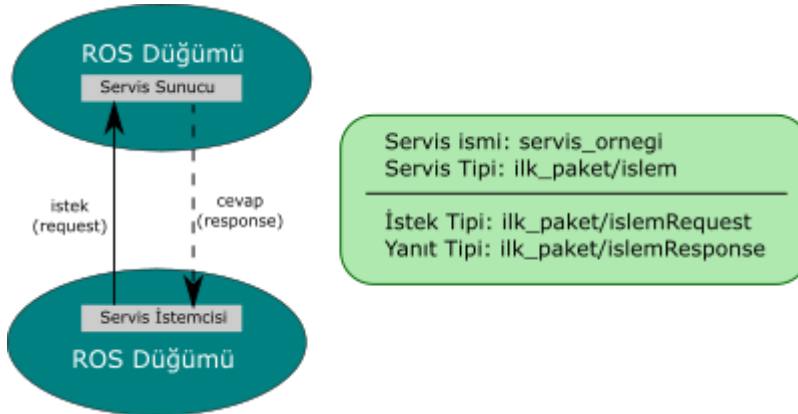 ROS Düğümü
Servis Sunucu
istek
(request)
cevap
(response)
Servis İstemcisi
ROS Düğümü
Servis ismi: servis_ornegi
Servis Tipi: ilk_paket/islem
İstek Tipi: ilk_paket/islemRequest
Yanıt Tipi: ilk_paket/islemResponse